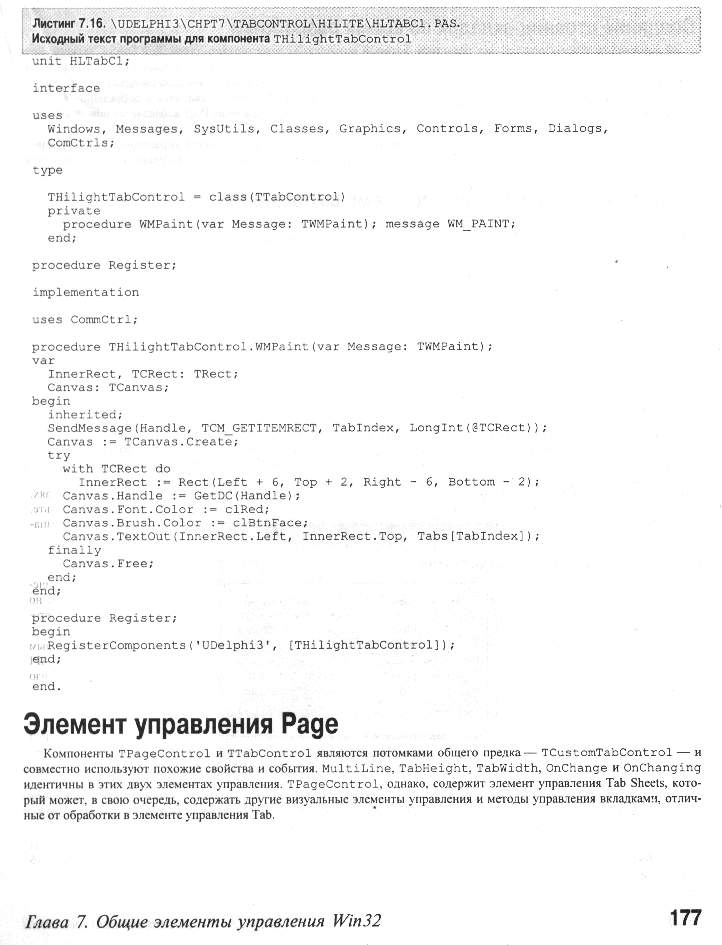 Листинг 7.16. \UDELPHI3\CHPT7\TABCONTROL\HILITE\HLTABC1.PAS.
Исходный текст программы для компонента THilightTabControl
unit HLTabC1;
interface
uses
Windows, Messages, SysUtils, Classes, Graphics, Controls, Forms, Dialogs,
ComCtrls;
type
THilightTabControl = class(TTabControl)
private
procedure WMPaint(var Message: TWMPaint); message WM_PAINT;
end;
procedure Register;
implementation
uses CommCtrl;
procedure THilightTabControl.WMPaint(var Message: TWMPaint);
var
InnerRect, TCRect: TRect;
Canvas: TCanvas;
begin
inherited;
SendMessage(Handle, TCM_GETITEMRECT, TabIndex, LongInt(@TCRect));
Canvas := TCanvas.Create;
try
with TCRect do
InnerRect := Rect(Left + 6, Top + 2, Right - 6, Bottom - 2);
Canvas.Handle := GetDC(Handle);
Canvas.Font.Color := clRed;
Canvas.Brush.Color := clBtnFace;
Canvas.TextOut(InnerRect.Left, InnerRect.Top, Tabs[TabIndex]);
finally
Canvas.Free;
end;
end;
procedure Register;
begin
RegisterComponents('UDelphi3', [THilightTabControl]);
end;
end.
Элемент управления Page
Компоненты TPageControl и TTabControl являются потомками общего предка — TCustomTabControl — и
совместно используют похожие свойства и события. MultiLine, TabHeight, TabWidth, OnChange и OnChanging
идентичны в этих двух элементах управления. TPageControl, однако, содержит элемент управления Tab Sheets, кото-
рый может, в свою очередь, содержать другие визуальные элементы управления и методы управления вкладками, отлич-
ные от обработки в элементе управления Tab.
Глава 7. Общие элементы управления Win32
177